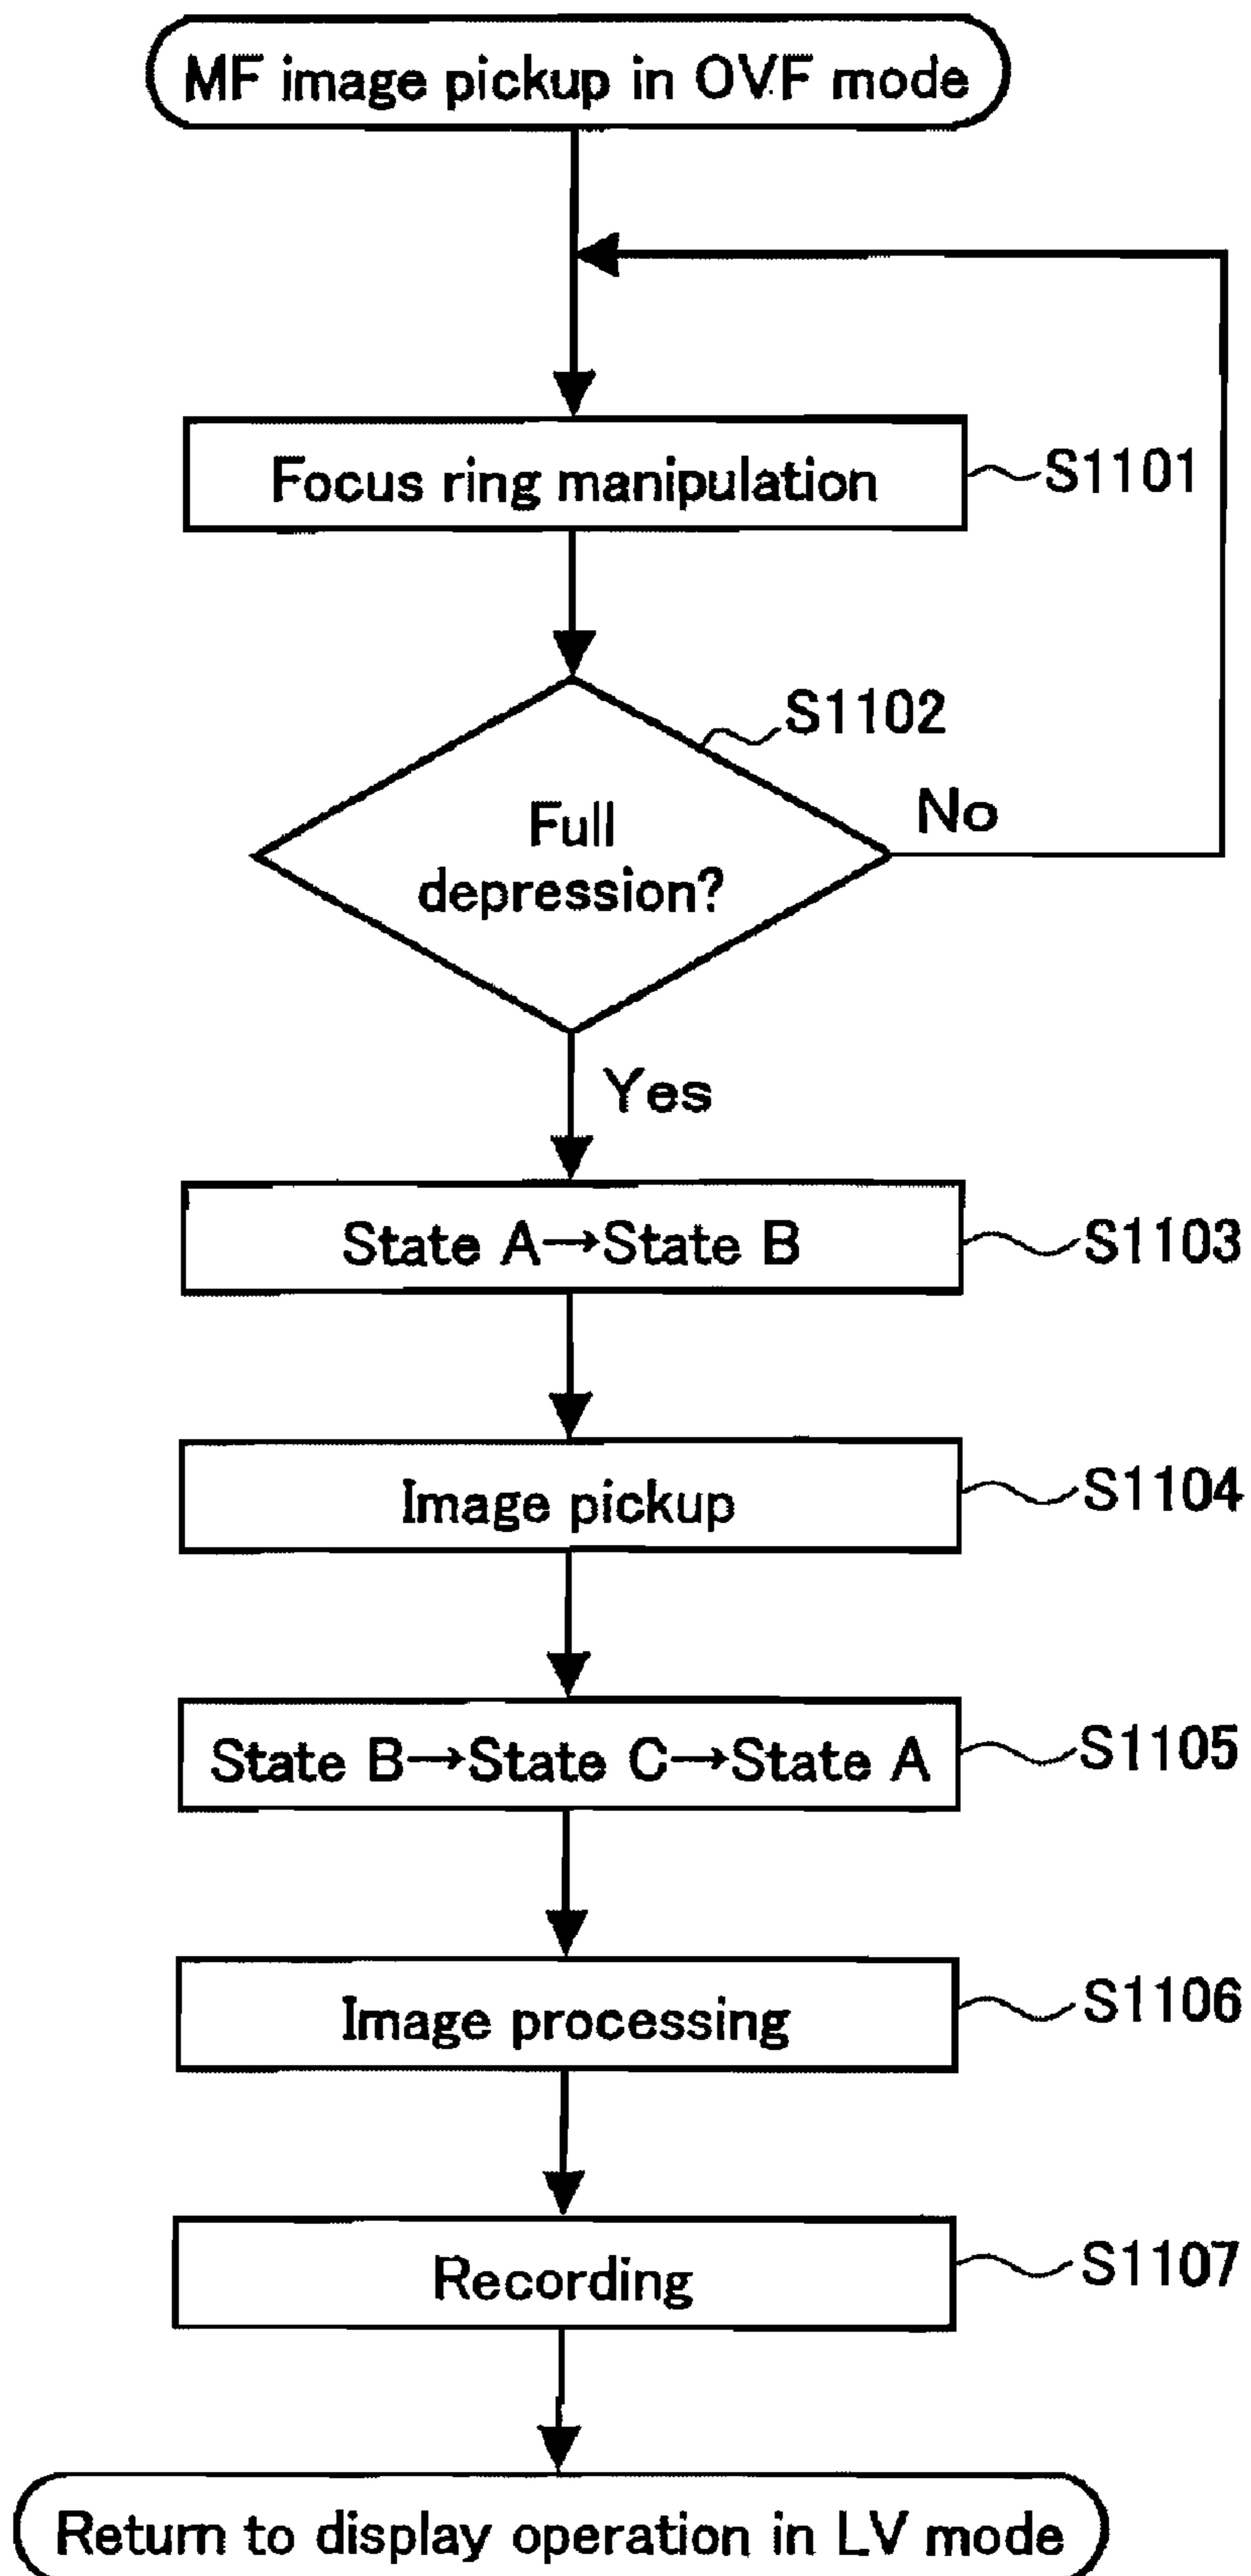 MF image pickup in OVF mode
Focus ring manipulation
S1101
S1102
Full
depression?
No
Yes
State A→State B
S1103
Image pickup
S1104
State B→State C→State A
S1105
Image processing
S1106
Recording
S1107
Return to display operation in LV mode